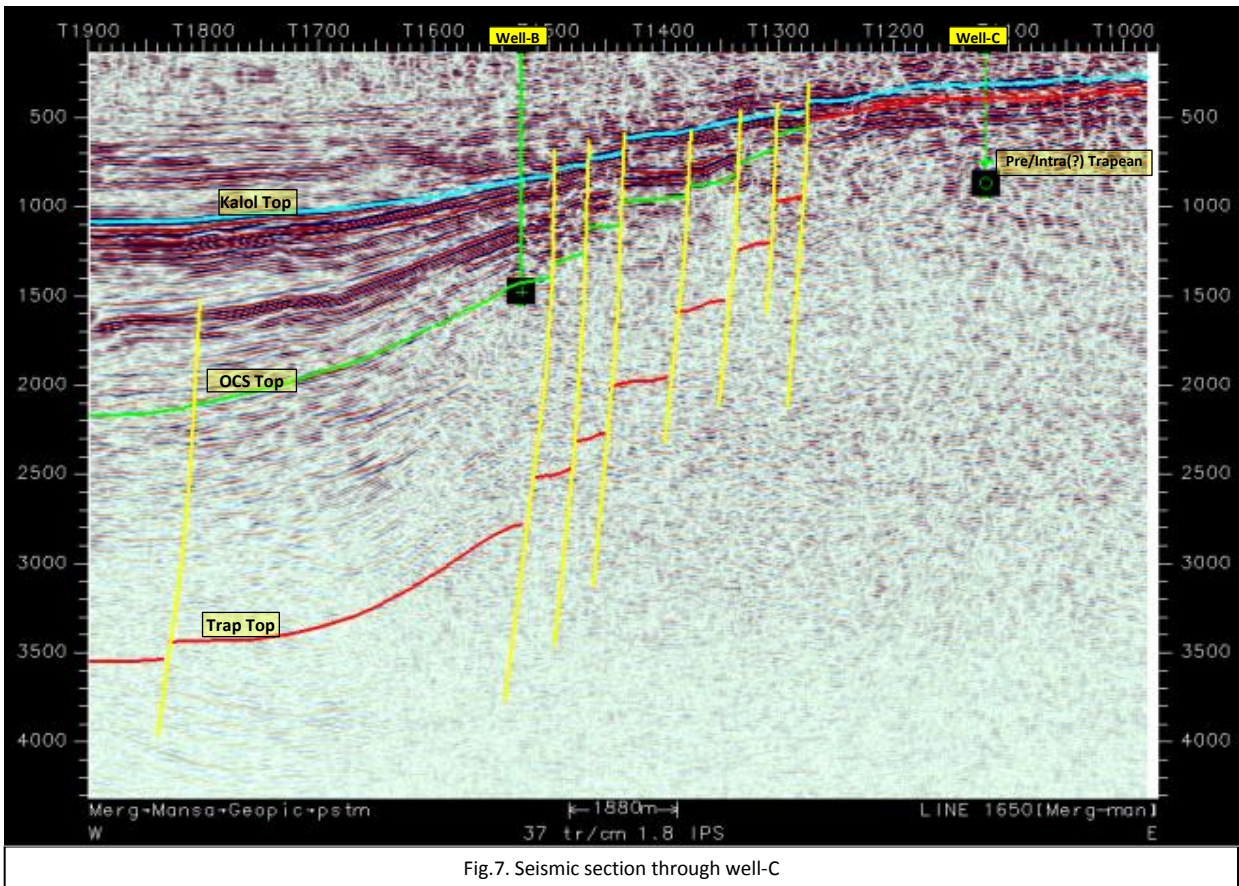 T1900 T1800 T1700 T1600 T1500 T1400 T1300 T1200 T1100 T1000
Well-B Well-C
500 500
Pre/Intra(?) Trapean
1000 1000
Kalol Top
1500 1500
OCS Top
2000 2000
2500 2500
3000 3000
Trap Top
3500 3500
4000 4000
Merg→Mansa→Geopic→pstm 1880m LINE 1650[Merg-man]
W 37 tr/cm 1.8 IPS E
Fig.7. Seismic section through well-C